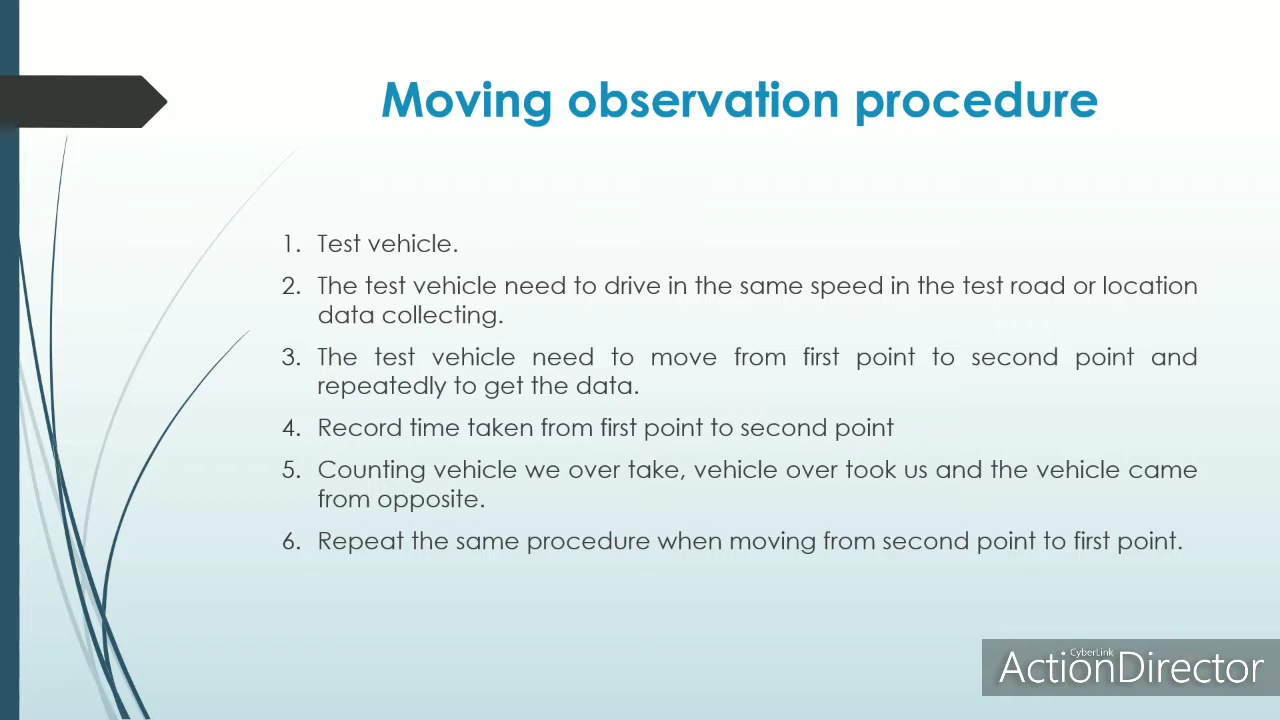 Moving observation procedure
1. Test vehicle.
2. The test vehicle need to drive in the same speed in the test road or location
data collecting.
3. The test vehicle need to move from first point to second point and
repeatedly to get the data.
4. Record time taken from first point to second point
5. Counting vehicle we over take, vehicle over took us and the vehicle came
from opposite.
6. Repeat the same procedure when moving from second point to first point.
CyberLink
ActionDirector